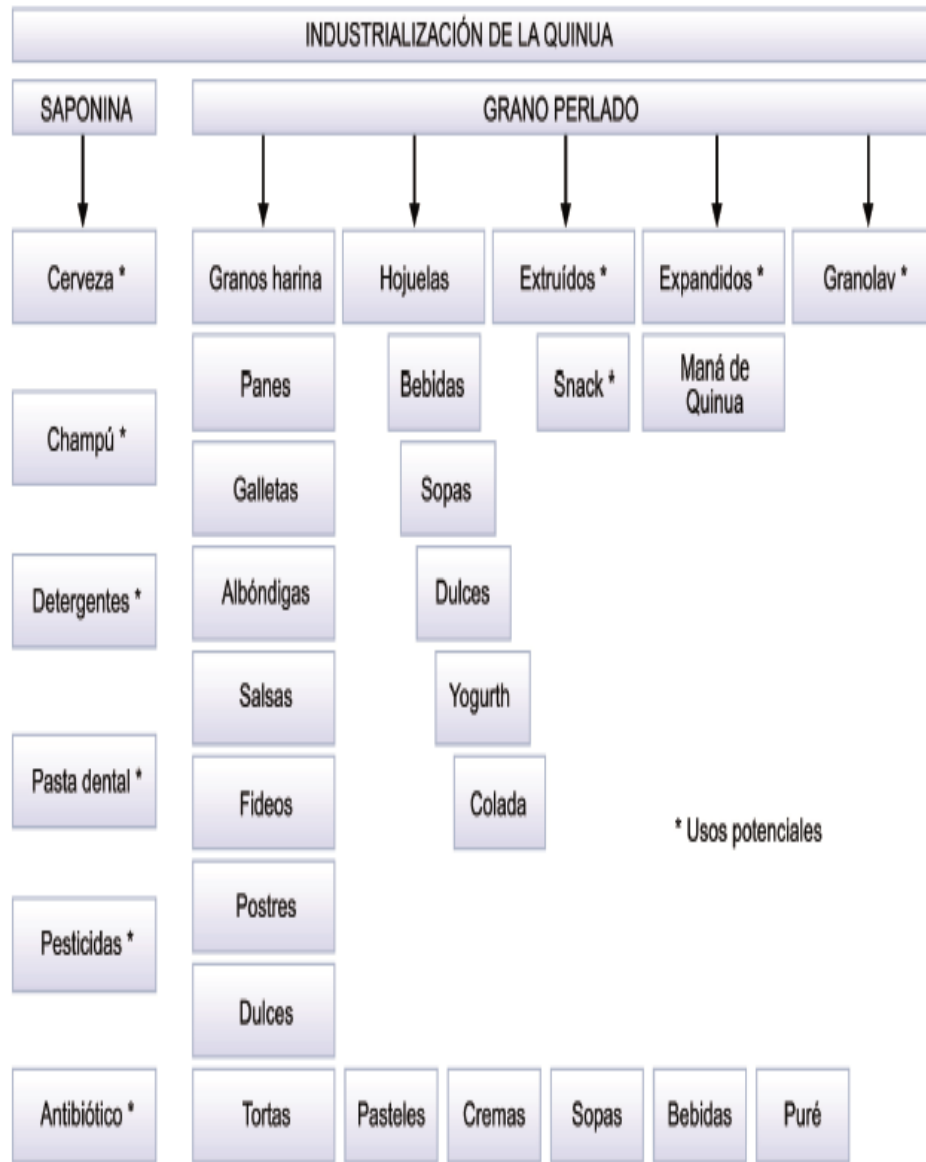 INDUSTRIALIZACIÓN DE LA QUINUA
SAPONINA
GRANO PERLADO
Cerveza *
Granos harina
Hojuelas
Extruídos *
Expandidos *
Granolav *
Panes
Bebidas
Snack *
Maná de
Quinua
Champú *
Galletas
Sopas
Detergentes *
Albóndigas
Dulces
Salsas
Yogurth
Pasta dental *
Fideos
Colada
* Usos potenciales
Postres
Pesticidas *
Dulces
Antibiótico *
Tortas
Pasteles
Cremas
Sopas
Bebidas
Puré